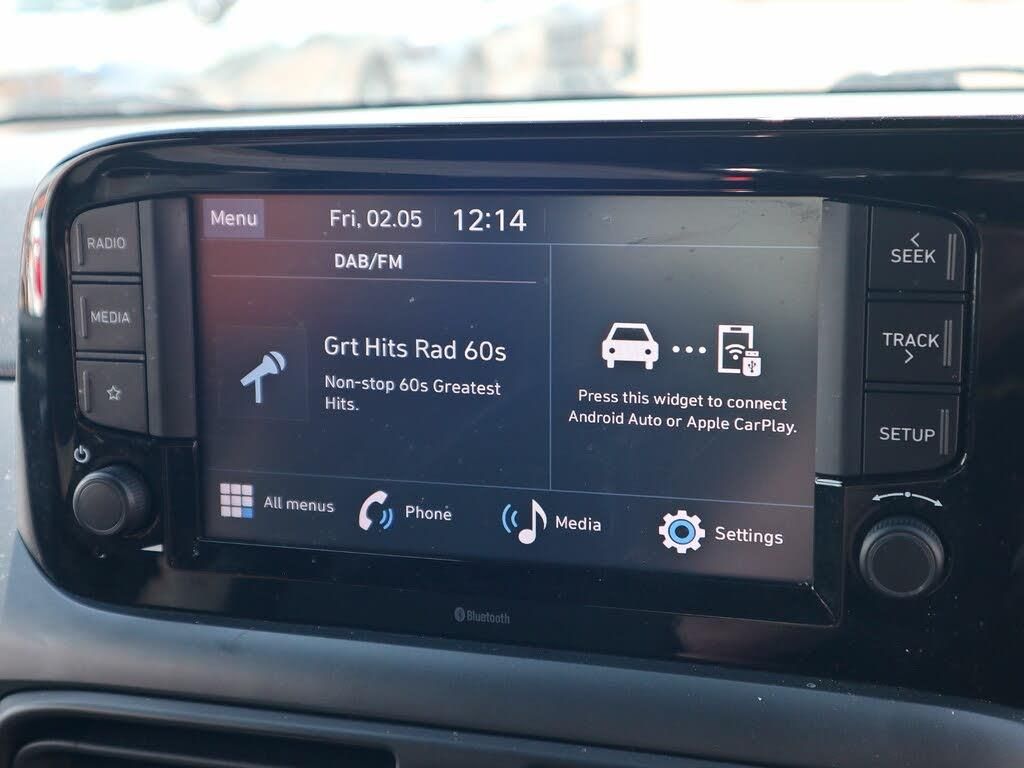 Menu
Fri, 02.05
12:14
DAB/FM
RADIO
MEDIA
Grt Hits Rad 60s
Non-stop 60s Greatest
Hits.
Press this widget to connect
Android Auto or Apple CarPlay.
SEEK
TRACK
SETUP
All menus
Phone
Media
Settings
Bluetooth